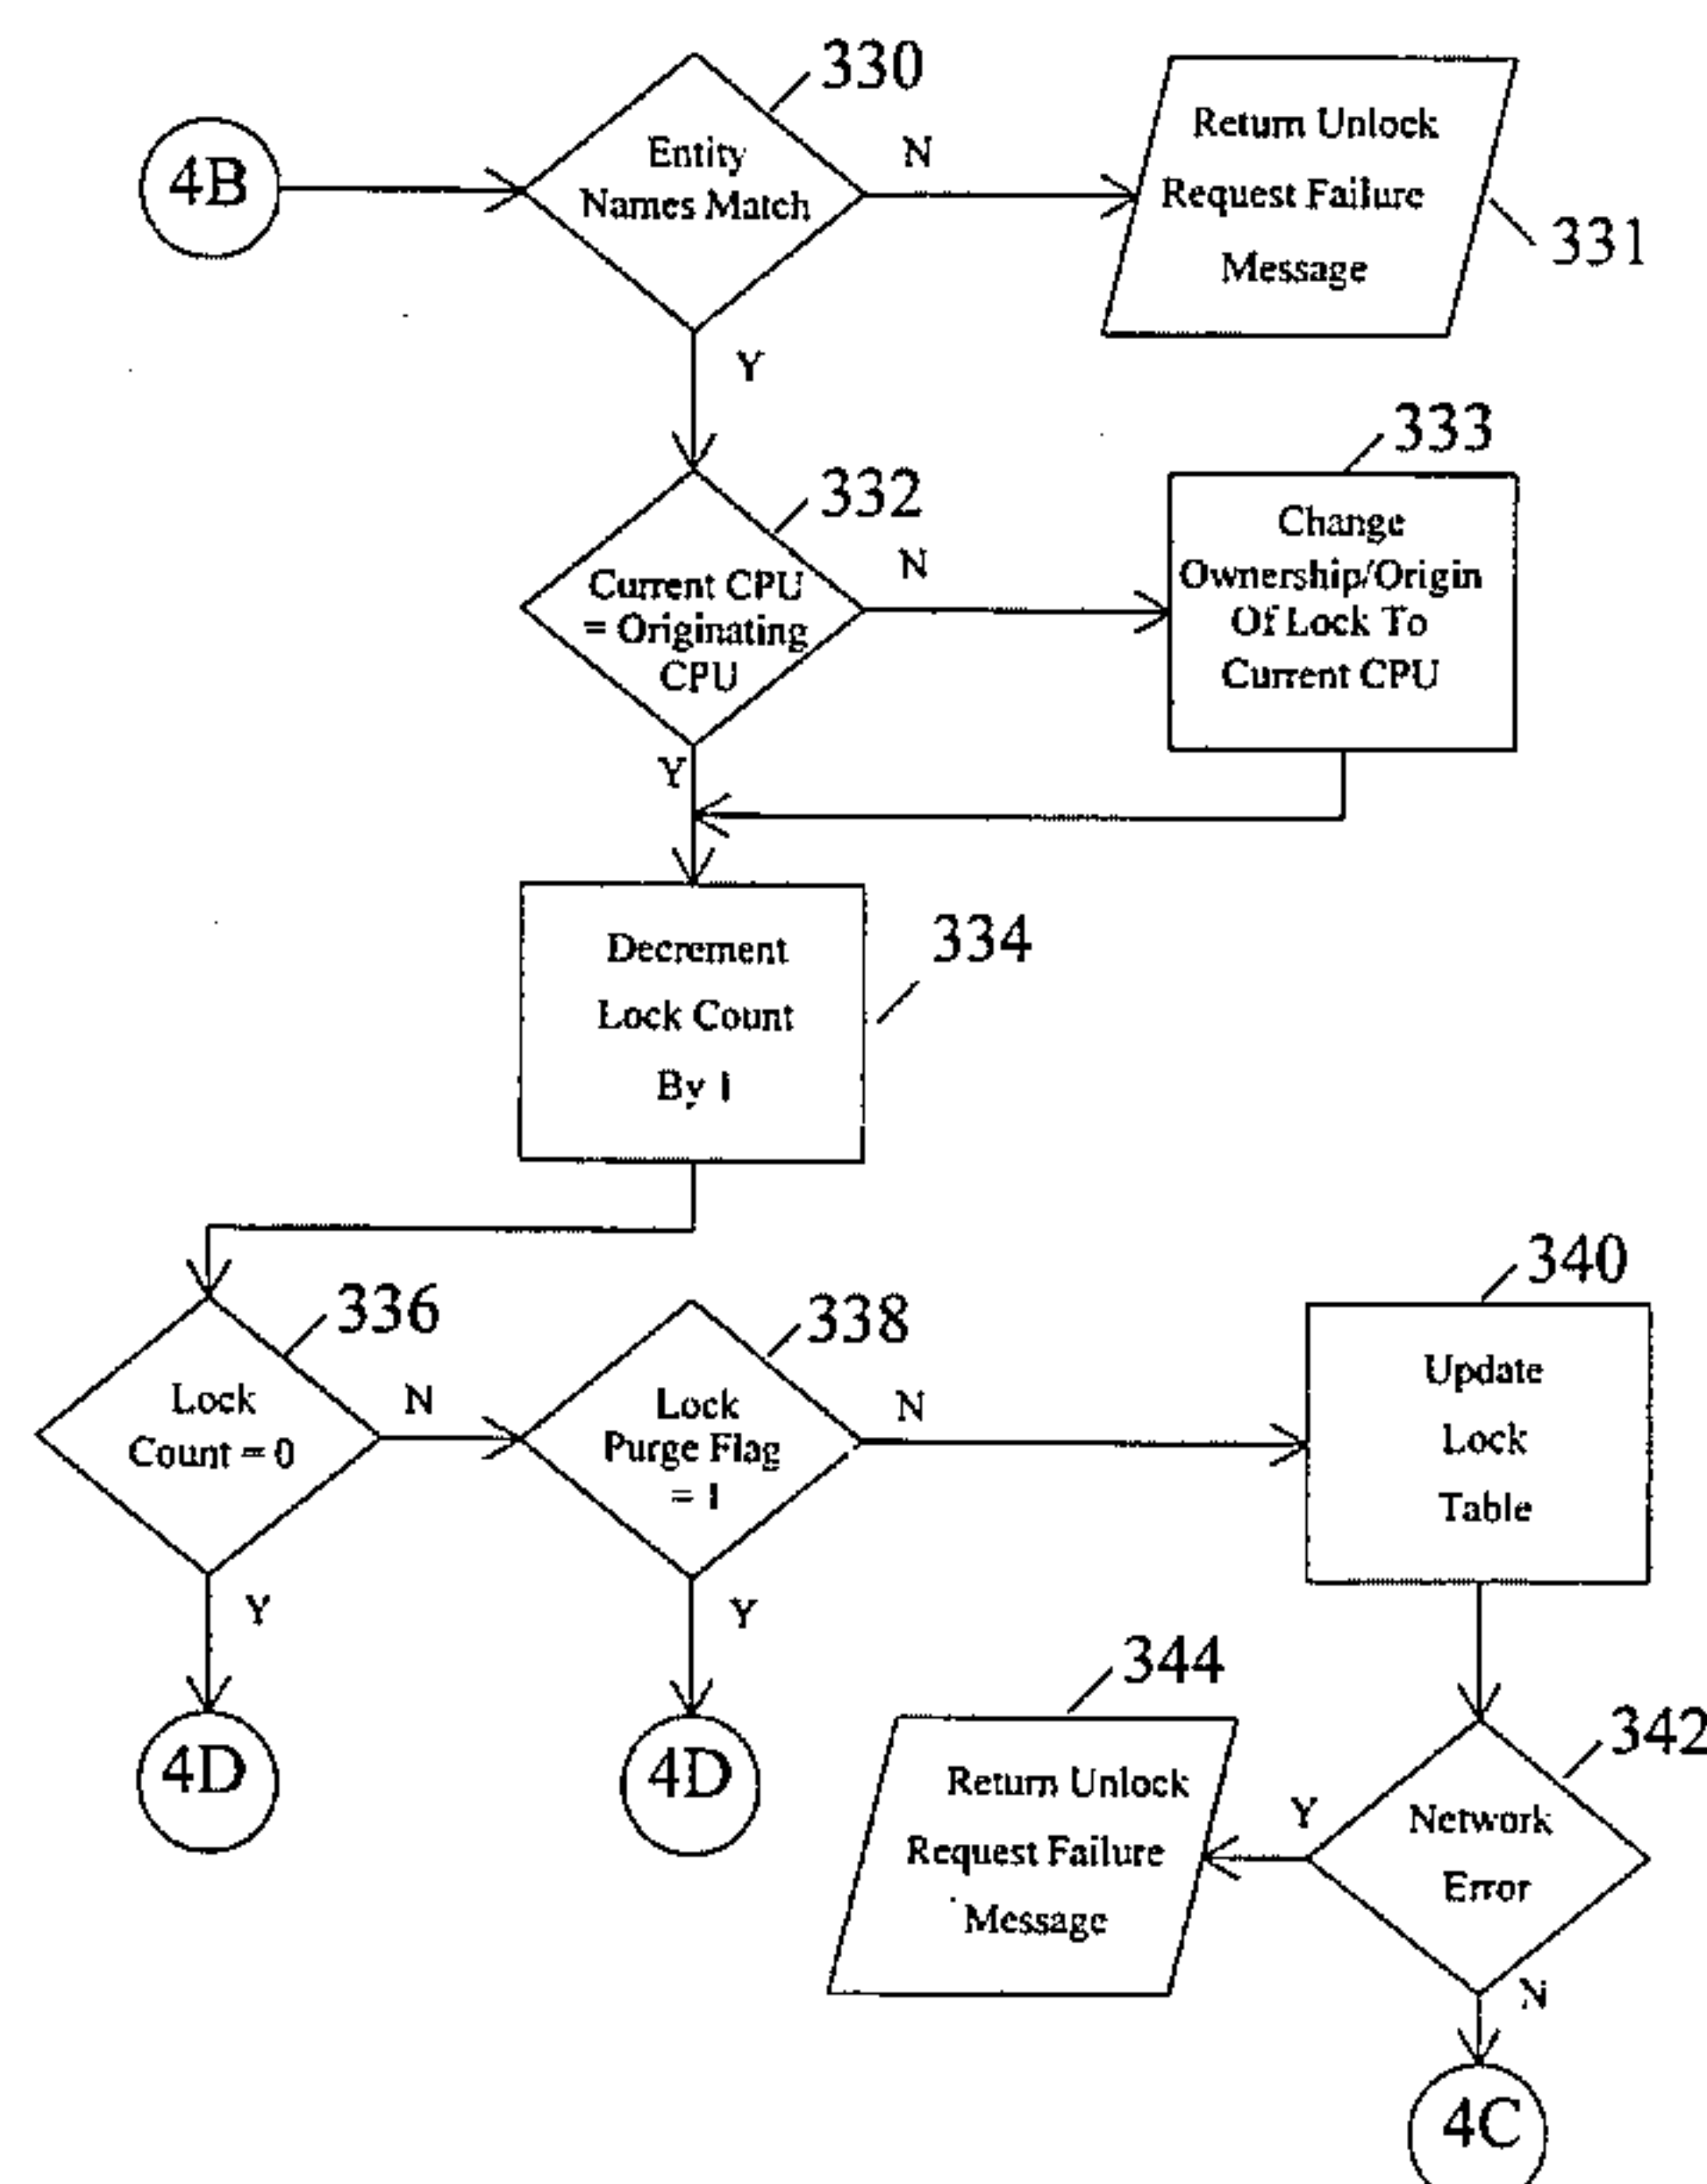 330
4B
Entity
Names Match
N
Return Unlock
Request Failure
Message
331
Y
332
Current CPU
= Originating
CPU
N
333
Change
Ownership/Origin
Of Lock To
Current CPU
Y
Decrement
Lock Count
By 1
334
336
Lock
Count = 0
N
338
Lock
Purge Flag
= 1
N
340
Update
Lock
Table
Y
4D
Y
4D
344
Return Unlock
Request Failure
Message
Y
342
Network
Error
N
4C